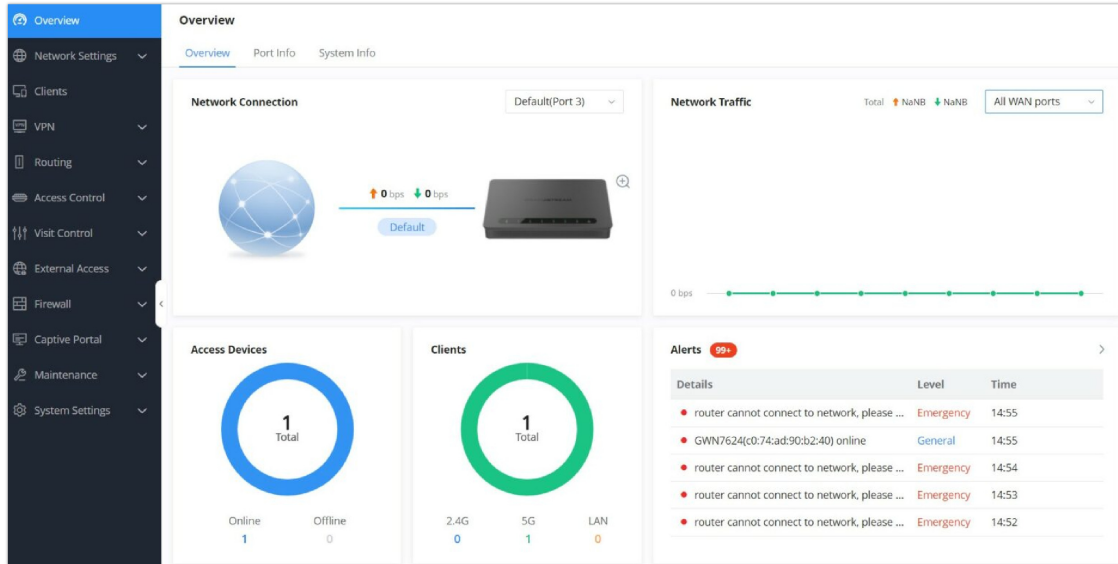 Overview
Network Settings
Clients
VPN
Routing
Access Control
Visit Control
External Access
Firewall
Captive Portal
Maintenance
System Settings
Overview
Overview Port Info System Info
Network Connection Default(Port 3)
0 bps 0 bps
Default
Network Traffic Total NaNB NaNB All WAN ports
0 bps
Access Devices
1
Total
Online Offline
1 0
Clients
1
Total
2.4G 5G LAN
0 1 0
Alerts 99+
Details Level Time
router cannot connect to network, please ... Emergency 14:55
GWN7624(c0:74:ad:90:b2:40) online General 14:55
router cannot connect to network, please ... Emergency 14:54
router cannot connect to network, please ... Emergency 14:53
router cannot connect to network, please ... Emergency 14:52